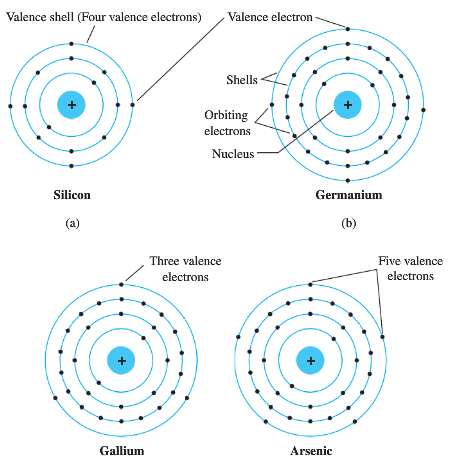 Valence shell (Four valence electrons)
Valence electron
Shells
Orbiting
electrons
Nucleus
+
+
Silicon
Germanium
(a)
(b)
Three valence
electrons
Five valence
electrons
+
+
Gallium
Arsenic